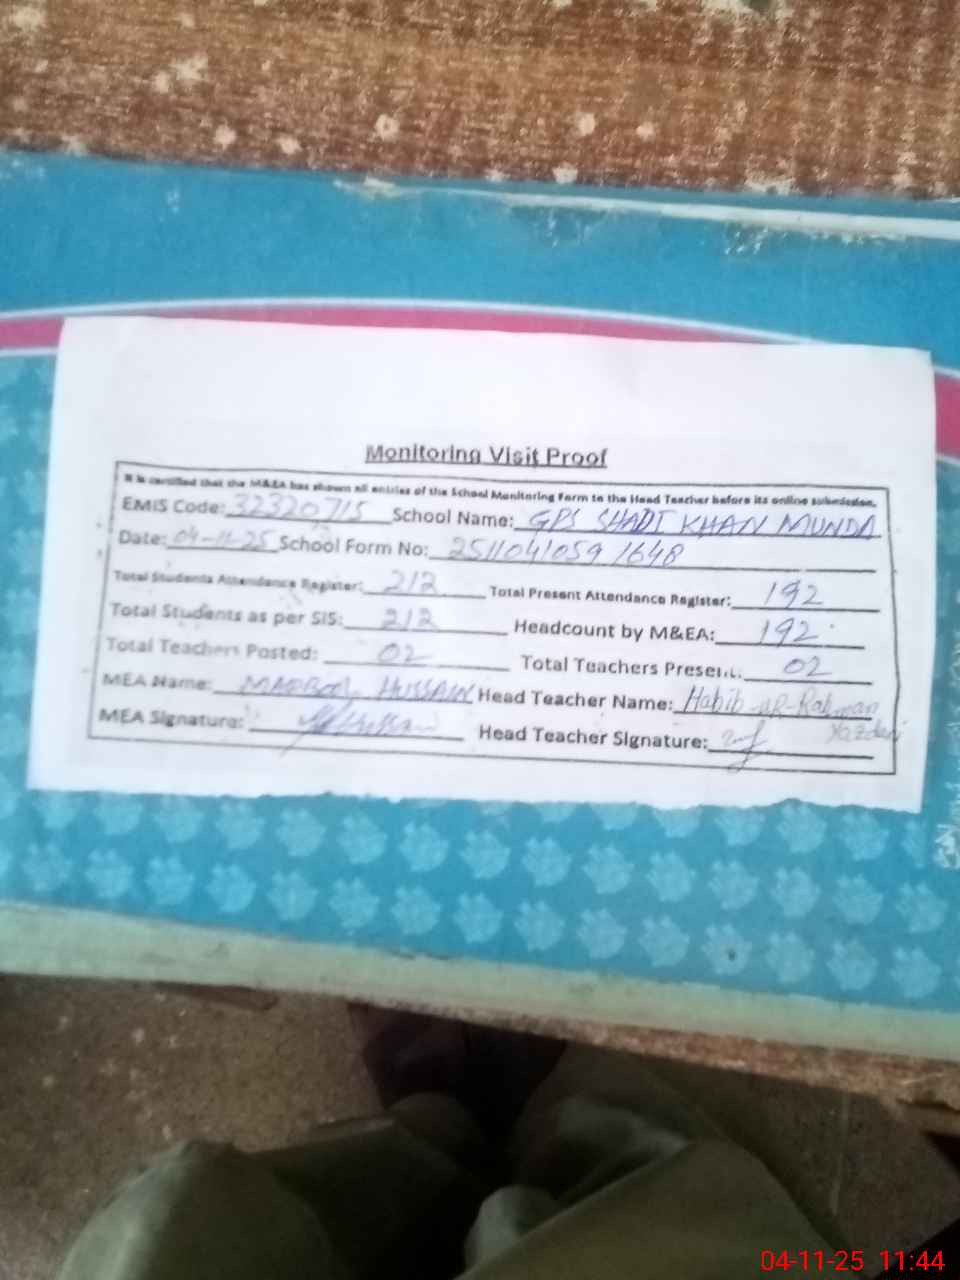 Monitoring Visit Proof
It is certified that the M&EA has shown all entries of the School Monitoring Form to the Head Teacher before its online submission.
EMIS Code: 32320715 School Name: GPS SHADI KHAN MUNDA
Date: 04-11-25 School Form No: 2511041059 1648
Total Students Attendance Register: 212 Total Present Attendance Register: 192
Total Students as per SIS: 212 Headcount by M&EA: 192
Total Teachers Posted: 02 Total Teachers Present: 02
MEA Name: MAQBOOL HUSSAIN Head Teacher Name: Habib-ur-Rahman Yazdani
MEA Signature: Head Teacher Signature:
04-11-25 11:44